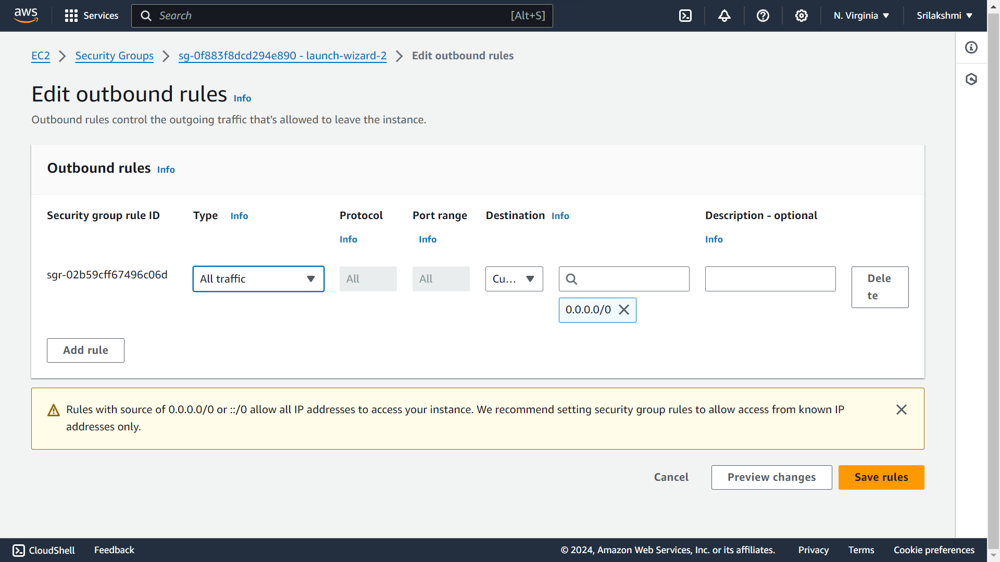 aws
Services
Search
[Alt+S]
N. Virginia
Srilakshmi
EC2
Security Groups
sg-0f883f8dcd294e890 - launch-wizard-2
Edit outbound rules
Edit outbound rules
Info
Outbound rules control the outgoing traffic that's allowed to leave the instance.
Outbound rules
Info
Security group rule ID
Type
Info
Protocol
Info
Port range
Info
Destination
Info
Description - optional
Info
sgr-02b59cff67496c06d
All traffic
All
All
Cu...
0.0.0.0/0
Dele
te
Add rule
Rules with source of 0.0.0.0/0 or ::/0 allow all IP addresses to access your instance. We recommend setting security group rules to allow access from known IP
addresses only.
Cancel
Preview changes
Save rules
CloudShell
Feedback
© 2024, Amazon Web Services, Inc. or its affiliates.
Privacy
Terms
Cookie preferences